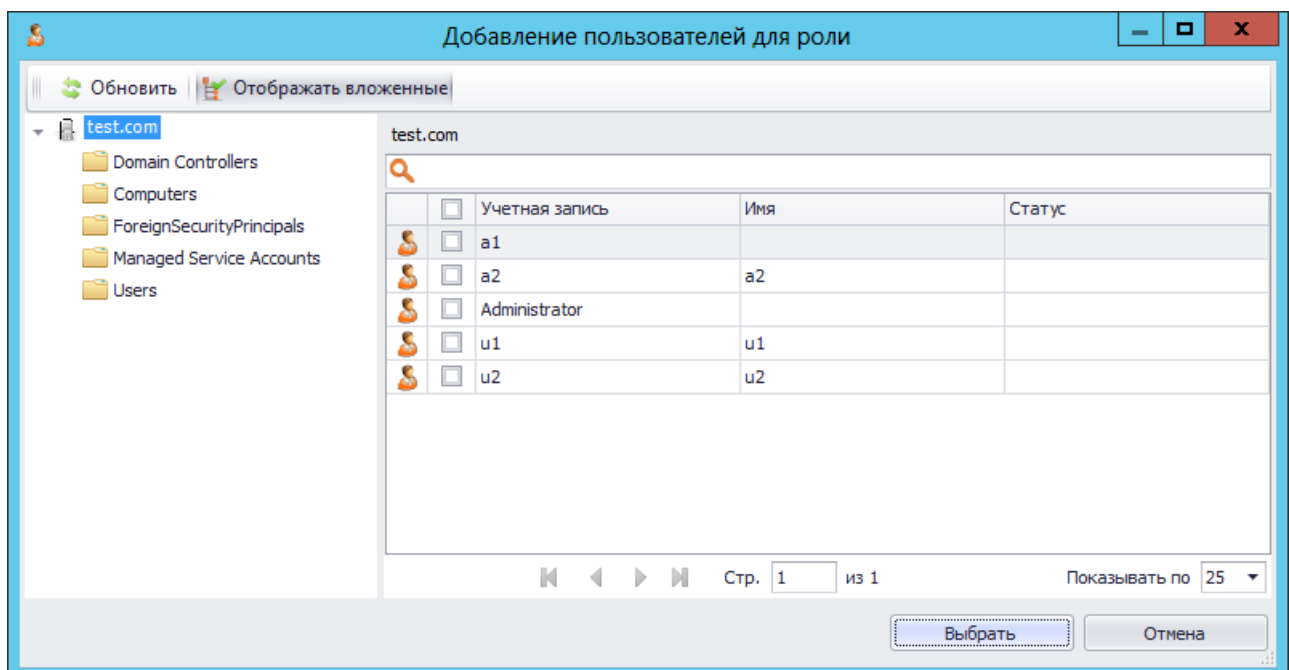 Добавление пользователей для роли
Обновить Отображать вложенные
test.com
Domain Controllers
Computers
ForeignSecurityPrincipals
Managed Service Accounts
Users
test.com
Учетная запись Имя Статус
a1
a2 a2
Administrator
u1 u1
u2 u2
Стр. 1 из 1 Показывать по 25
Выбрать Отмена